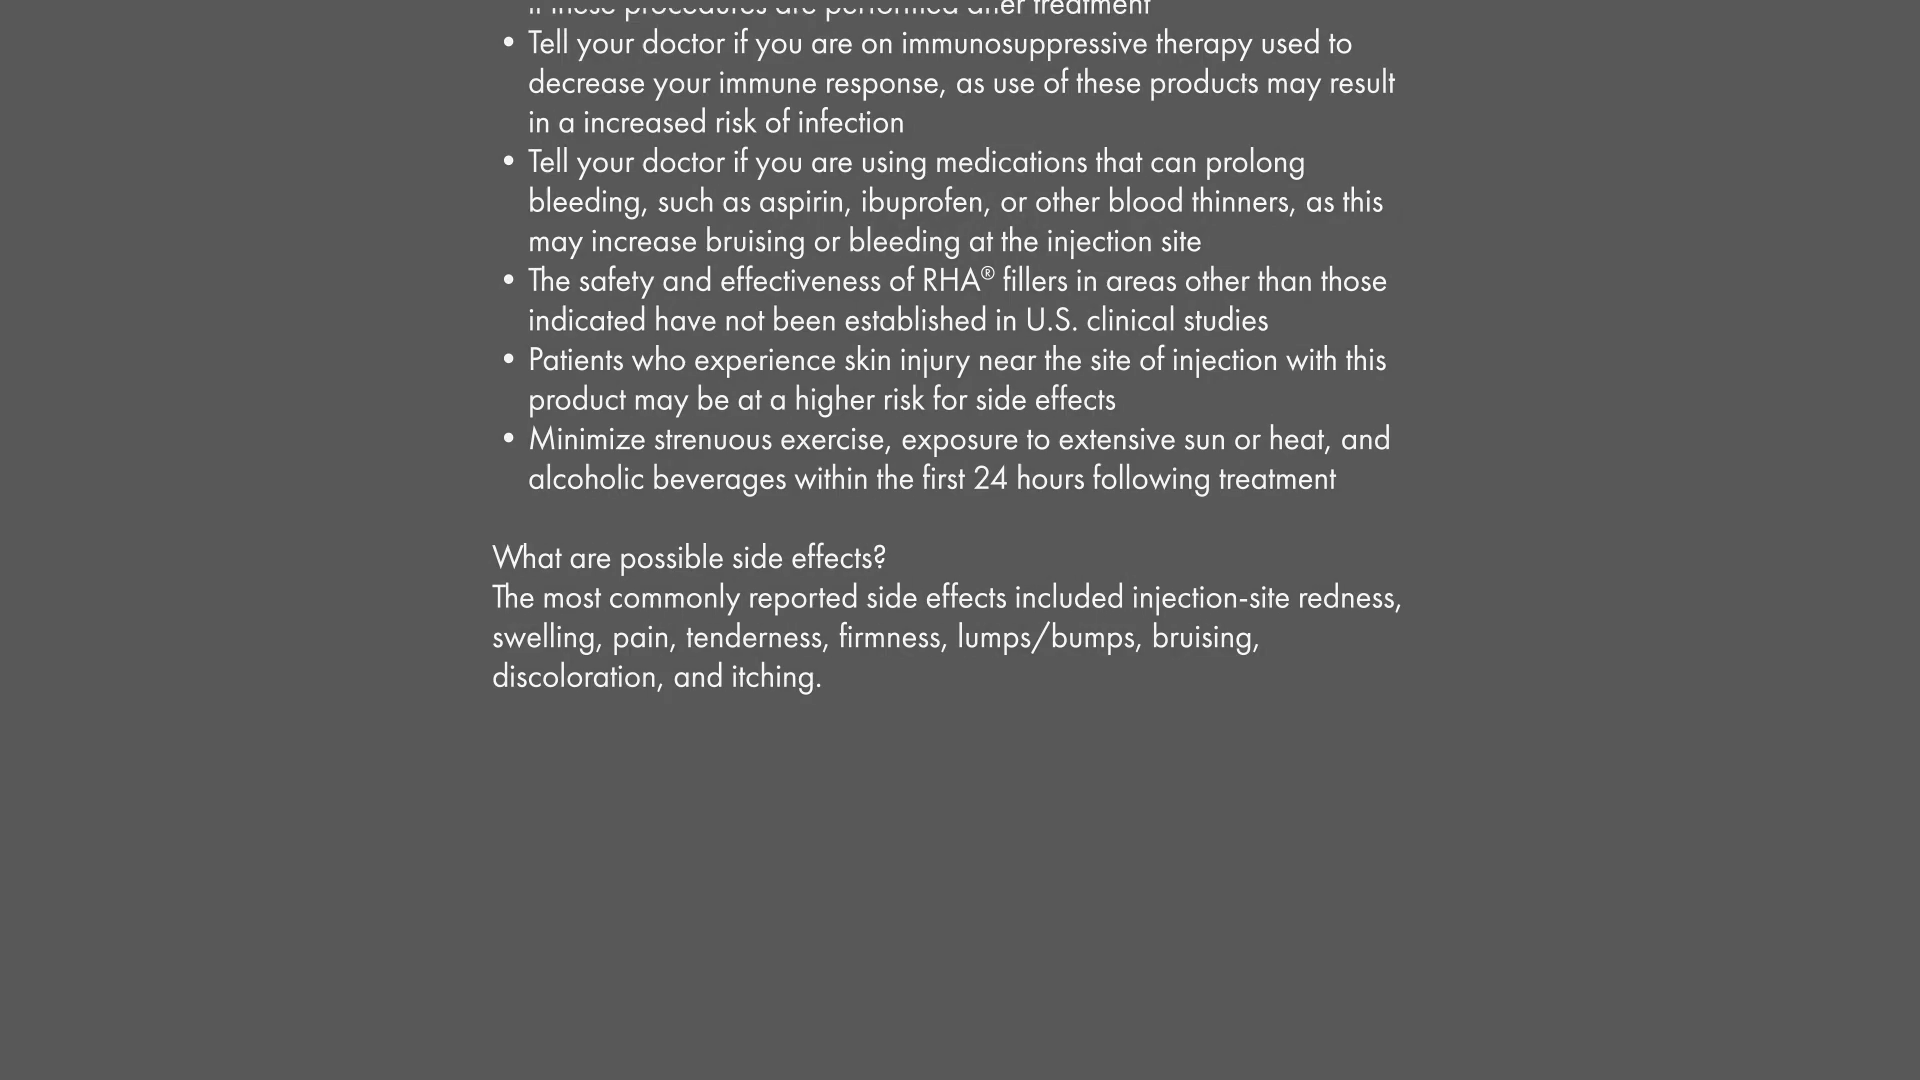 if these procedures are performed after treatment
• Tell your doctor if you are on immunosuppressive therapy used to
decrease your immune response, as use of these products may result
in a increased risk of infection
• Tell your doctor if you are using medications that can prolong
bleeding, such as aspirin, ibuprofen, or other blood thinners, as this
may increase bruising or bleeding at the injection site
• The safety and effectiveness of RHA® fillers in areas other than those
indicated have not been established in U.S. clinical studies
• Patients who experience skin injury near the site of injection with this
product may be at a higher risk for side effects
• Minimize strenuous exercise, exposure to extensive sun or heat, and
alcoholic beverages within the first 24 hours following treatment
What are possible side effects?
The most commonly reported side effects included injection-site redness,
swelling, pain, tenderness, firmness, lumps/bumps, bruising,
discoloration, and itching.